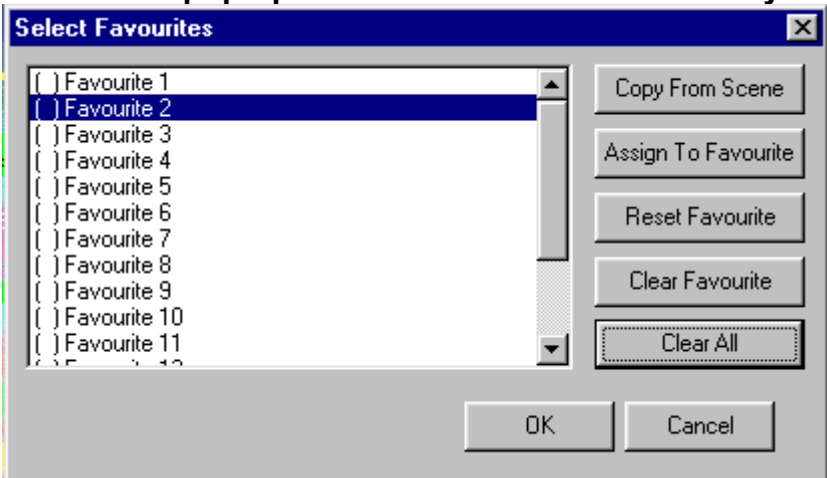 Select Favourites
( ) Favourite 1
( ) Favourite 2
( ) Favourite 3
( ) Favourite 4
( ) Favourite 5
( ) Favourite 6
( ) Favourite 7
( ) Favourite 8
( ) Favourite 9
( ) Favourite 10
( ) Favourite 11
Copy From Scene
Assign To Favourite
Reset Favourite
Clear Favourite
Clear All
OK
Cancel